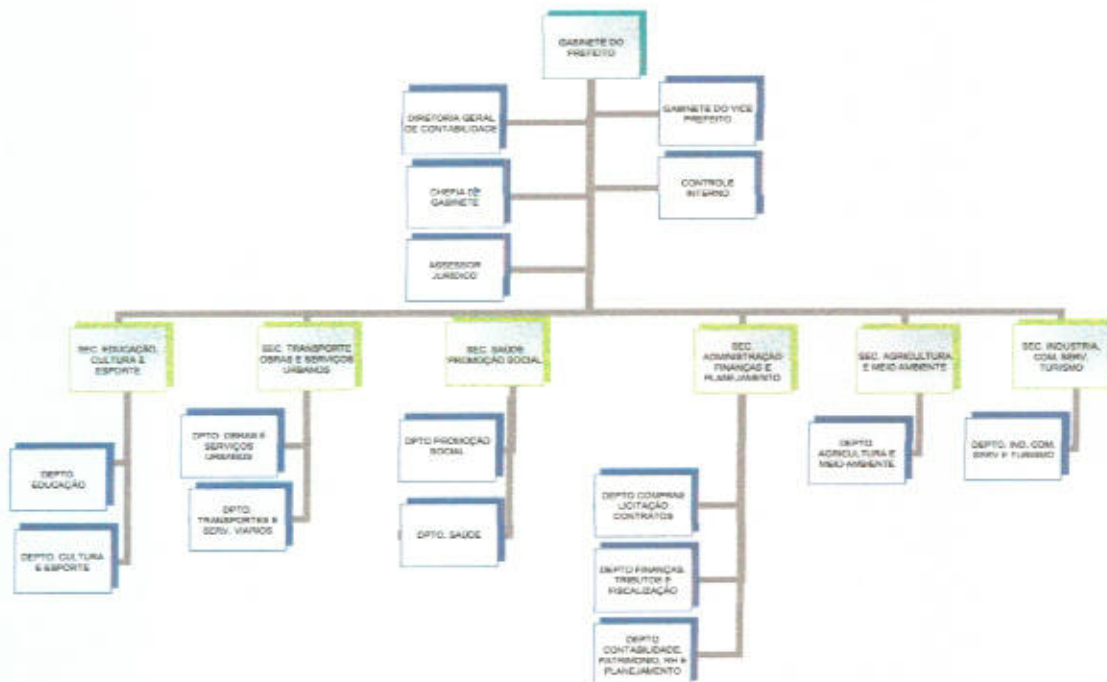 GABINETE DO
PREFEITO
DIRETORIA GERAL
DE CONTABILIDADE
GABINETE DO VICE
PREFEITO
CHEFIA DE
GABINETE
CONTROLE
INTERNO
ASSESSOR
JURIDICO
SEC. EDUCAÇÃO,
CULTURA E
ESPORTE
SEC. TRANSPORTE
OBRAS E SERVIÇOS
URBANOS
SEC. SAÚDE
PROMOÇÃO SOCIAL
SEC.
ADMINISTRAÇÃO
FINANÇAS E
PLANEJAMENTO
SEC. AGRICULTURA
E MEIO AMBIENTE
SEC. INDUSTRIA,
COM. SERV.
TURISMO
DEPTO.
EDUCAÇÃO
DEPTO. CULTURA
E ESPORTE
DPTO. OBRAS E
SERVIÇOS
URBANOS
DPTO.
TRANSPORTES E
SERV. VIARIOS
DPTO PROMOÇÃO
SOCIAL
DPTO. SAÚDE
DEPTO COMPRAS
LICITAÇÃO
CONTRATOS
DEPTO FINANÇAS,
TRIBUTOS E
FISCALIZAÇÃO
DEPTO
CONTABILIDADE,
PATRIMONIO, RH E
PLANEJAMENTO
DEPTO.
AGRICULTURA E
MEIO-AMBIENTE
DEPTO. IND. COM.
SERV E TURISMO